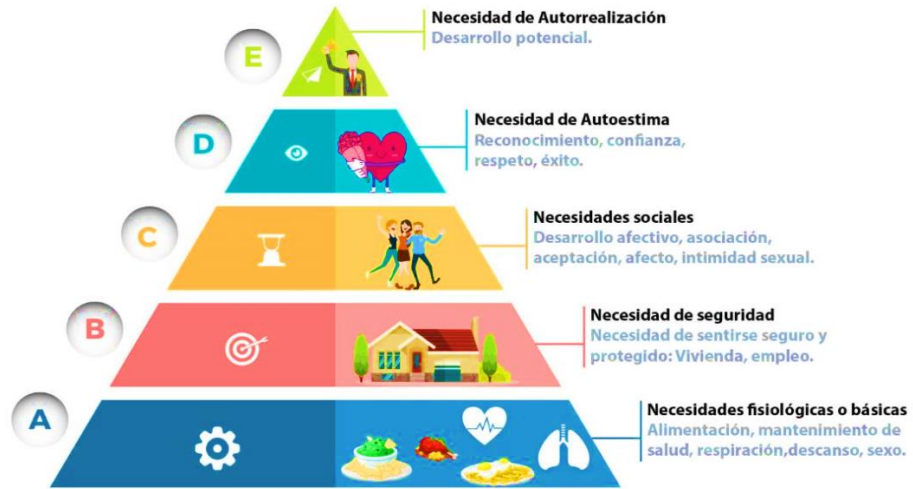 E
Necesidad de Autorrealización
Desarrollo potencial.
D
Necesidad de Autoestima
Reconocimiento, confianza,
respeto, éxito.
C
Necesidades sociales
Desarrollo afectivo, asociación,
aceptación, afecto, intimidad sexual.
B
Necesidad de seguridad
Necesidad de sentirse seguro y
protegido: Vivienda, empleo.
A
Necesidades fisiológicas o básicas
Alimentación, mantenimiento de
salud, respiración,descanso, sexo.